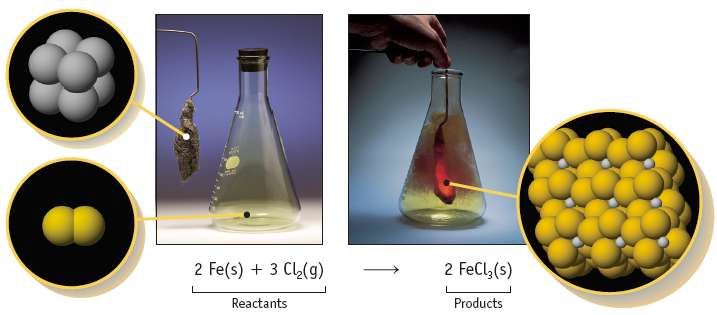 2 Fe(s) + 3 Cl₂(g) ⟶ 2 FeCl₃(s)
Reactants Products